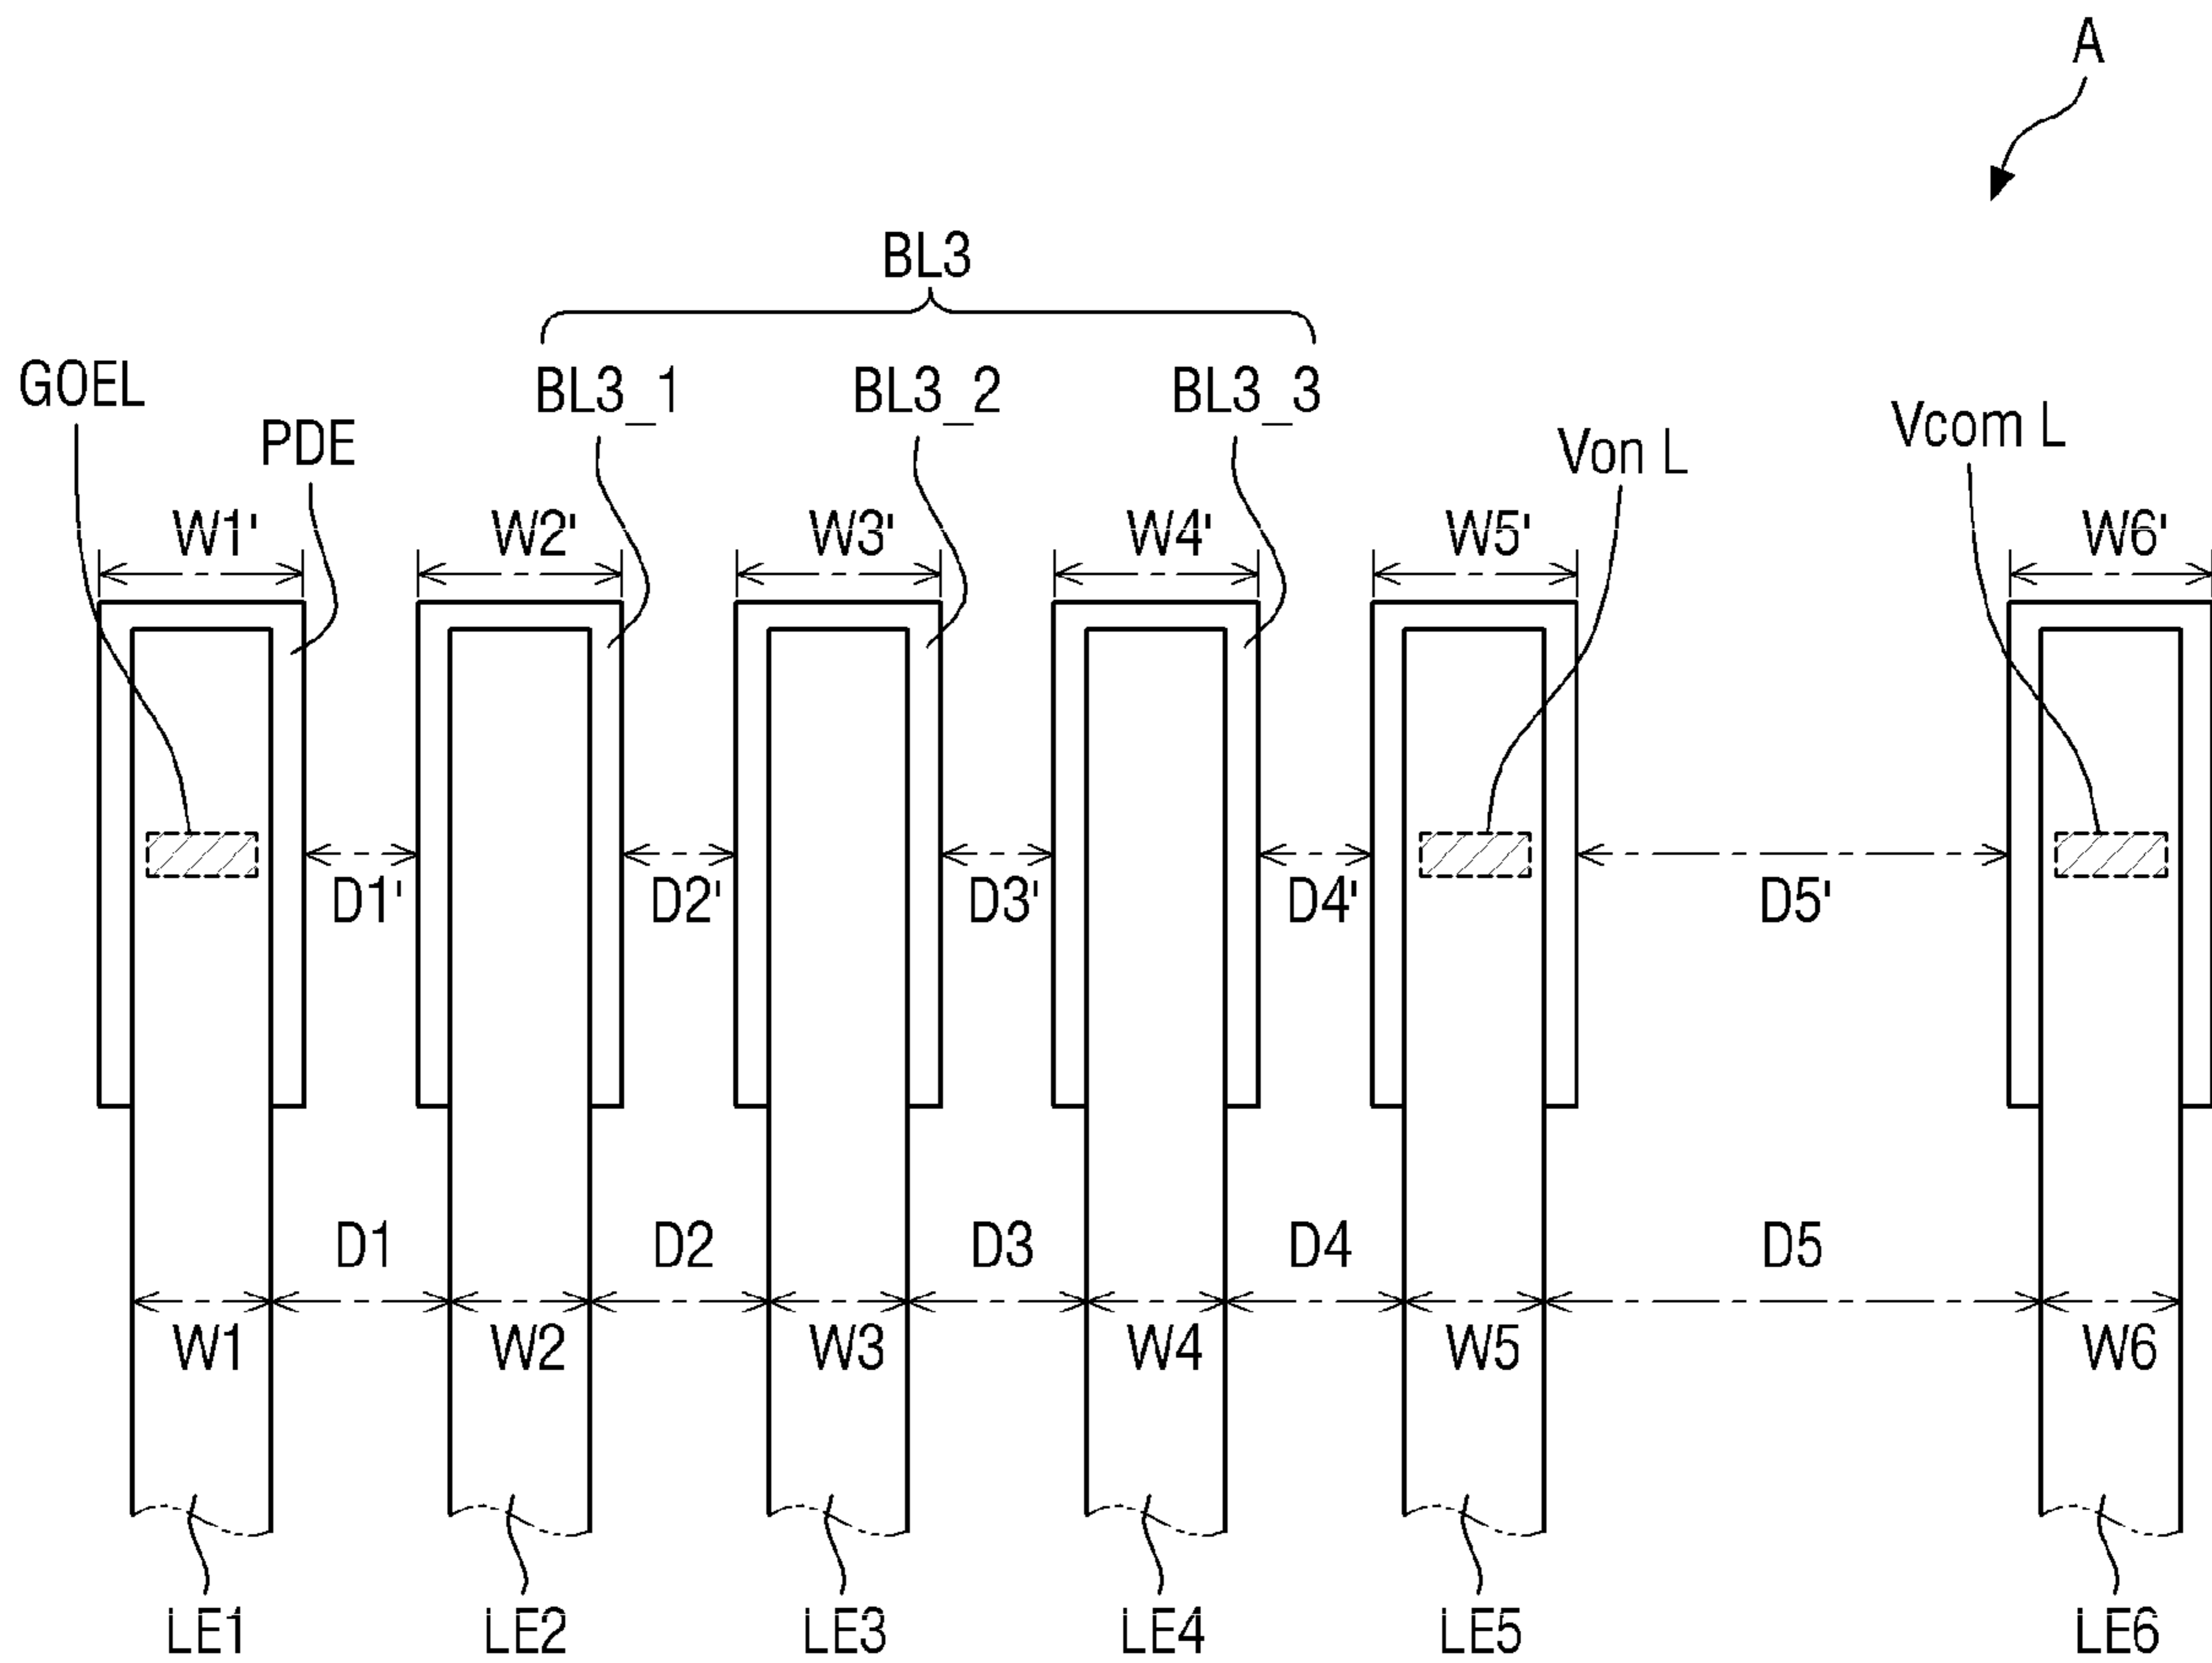 A
BL3
GOEL
PDE
BL3_1
BL3_2
BL3_3
Von L
Vcom L
W1' W2' W3' W4' W5' W6'
D1' D2' D3' D4' D5'
D1 D2 D3 D4 D5
W1 W2 W3 W4 W5 W6
LE1 LE2 LE3 LE4 LE5 LE6